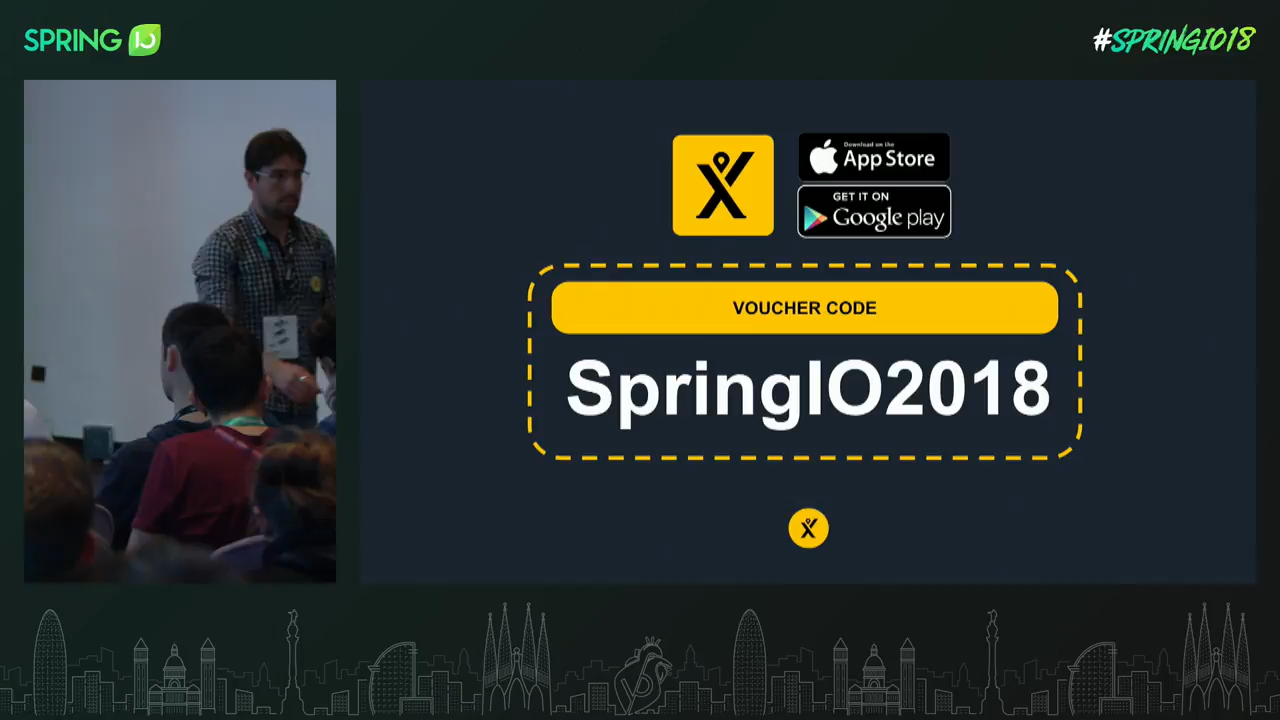 SPRING IO
#SPRINGIO18
Download on the
App Store
GET IT ON
Google play
VOUCHER CODE
SpringIO2018